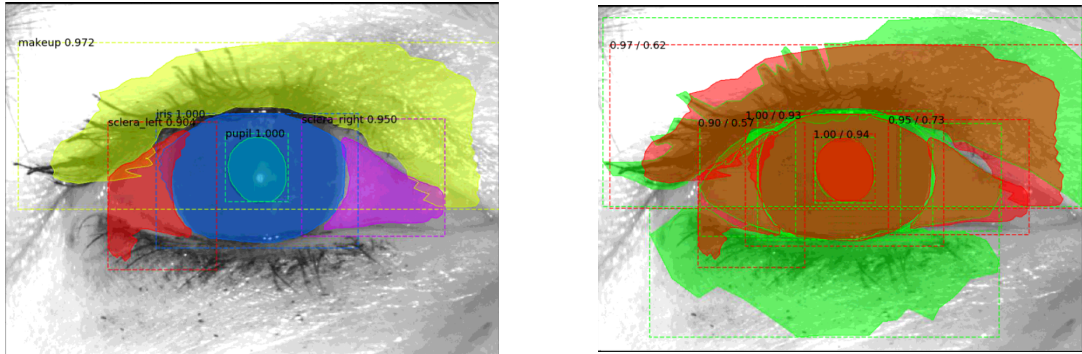 makeup 0.972
iris 1.000
sclera_left 0.904
sclera_right 0.950
pupil 1.000
0.97 / 0.62
1.00 / 0.93
0.90 / 0.57
0.95 / 0.73
1.00 / 0.94